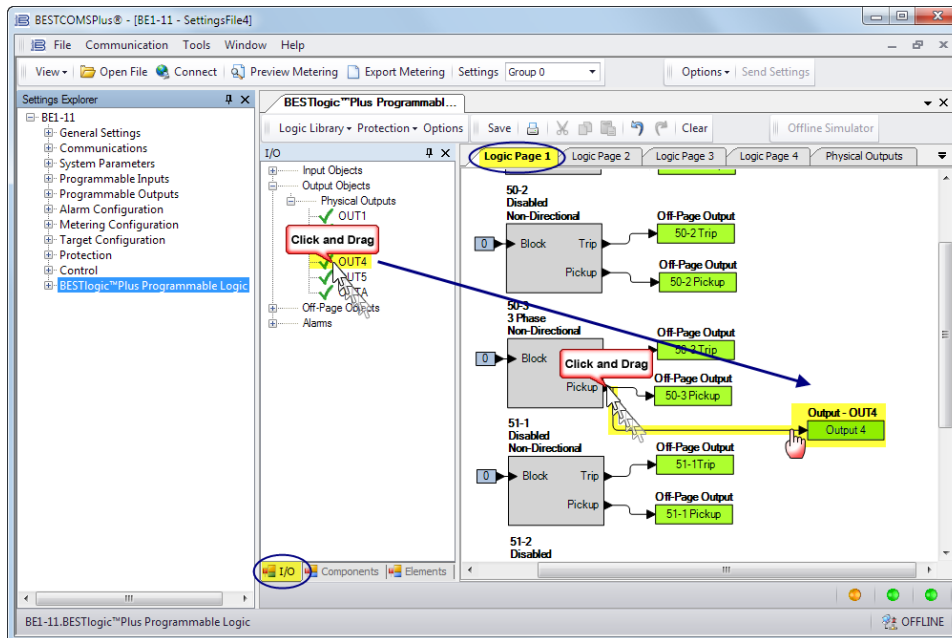 BESTCOMSPlus® - [BE1-11 - SettingsFile4]
File Communication Tools Window Help
View Open File Connect Preview Metering Export Metering Settings Group 0 Options Send Settings
Settings Explorer
BE1-11
General Settings
Communications
System Parameters
Programmable Inputs
Programmable Outputs
Alarm Configuration
Metering Configuration
Target Configuration
Protection
Control
BESTlogic™Plus Programmable Logic
BESTlogic™Plus Programmabl...
Logic Library Protection Options Save Clear Offline Simulator
I/O
Input Objects
Output Objects
Physical Outputs
OUT1
Click and Drag
OUT4
OUT5
Off-Page Objects
Alarms
I/O Components Elements
Logic Page 1 Logic Page 2 Logic Page 3 Logic Page 4 Physical Outputs
50-2
Disabled
Non-Directional
0 Block Trip
Pickup
Off-Page Output
50-2 Trip
Off-Page Output
50-2 Pickup
50-3
3 Phase
Non-Directional
0 Block
Pickup
Click and Drag
Off-Page Output
50-3 Trip
Off-Page Output
50-3 Pickup
Output - OUT4
Output 4
51-1
Disabled
Non-Directional
0 Block Trip
Pickup
Off-Page Output
51-1Trip
Off-Page Output
51-1 Pickup
51-2
Disabled
BE1-11.BESTlogic™Plus Programmable Logic OFFLINE